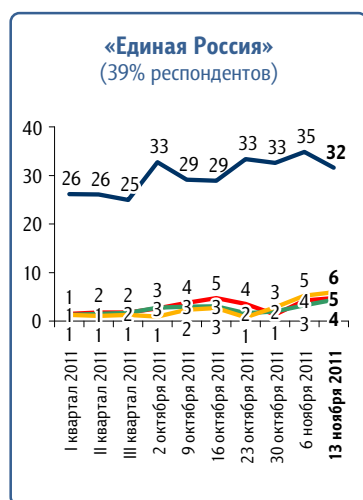 «Единая Россия»
(39% респондентов)
40
30
20
10
0
26 26 25 33 29 29 33 33 35 32
1 2 2 3 4 5 4 3 4 6
1 1 2 3 3 3 2 2 4 5
1 1 1 1 2 3 1 1 3 4
I квартал 2011
II квартал 2011
III квартал 2011
2 октября 2011
9 октября 2011
16 октября 2011
23 октября 2011
30 октября 2011
6 ноября 2011
13 ноября 2011